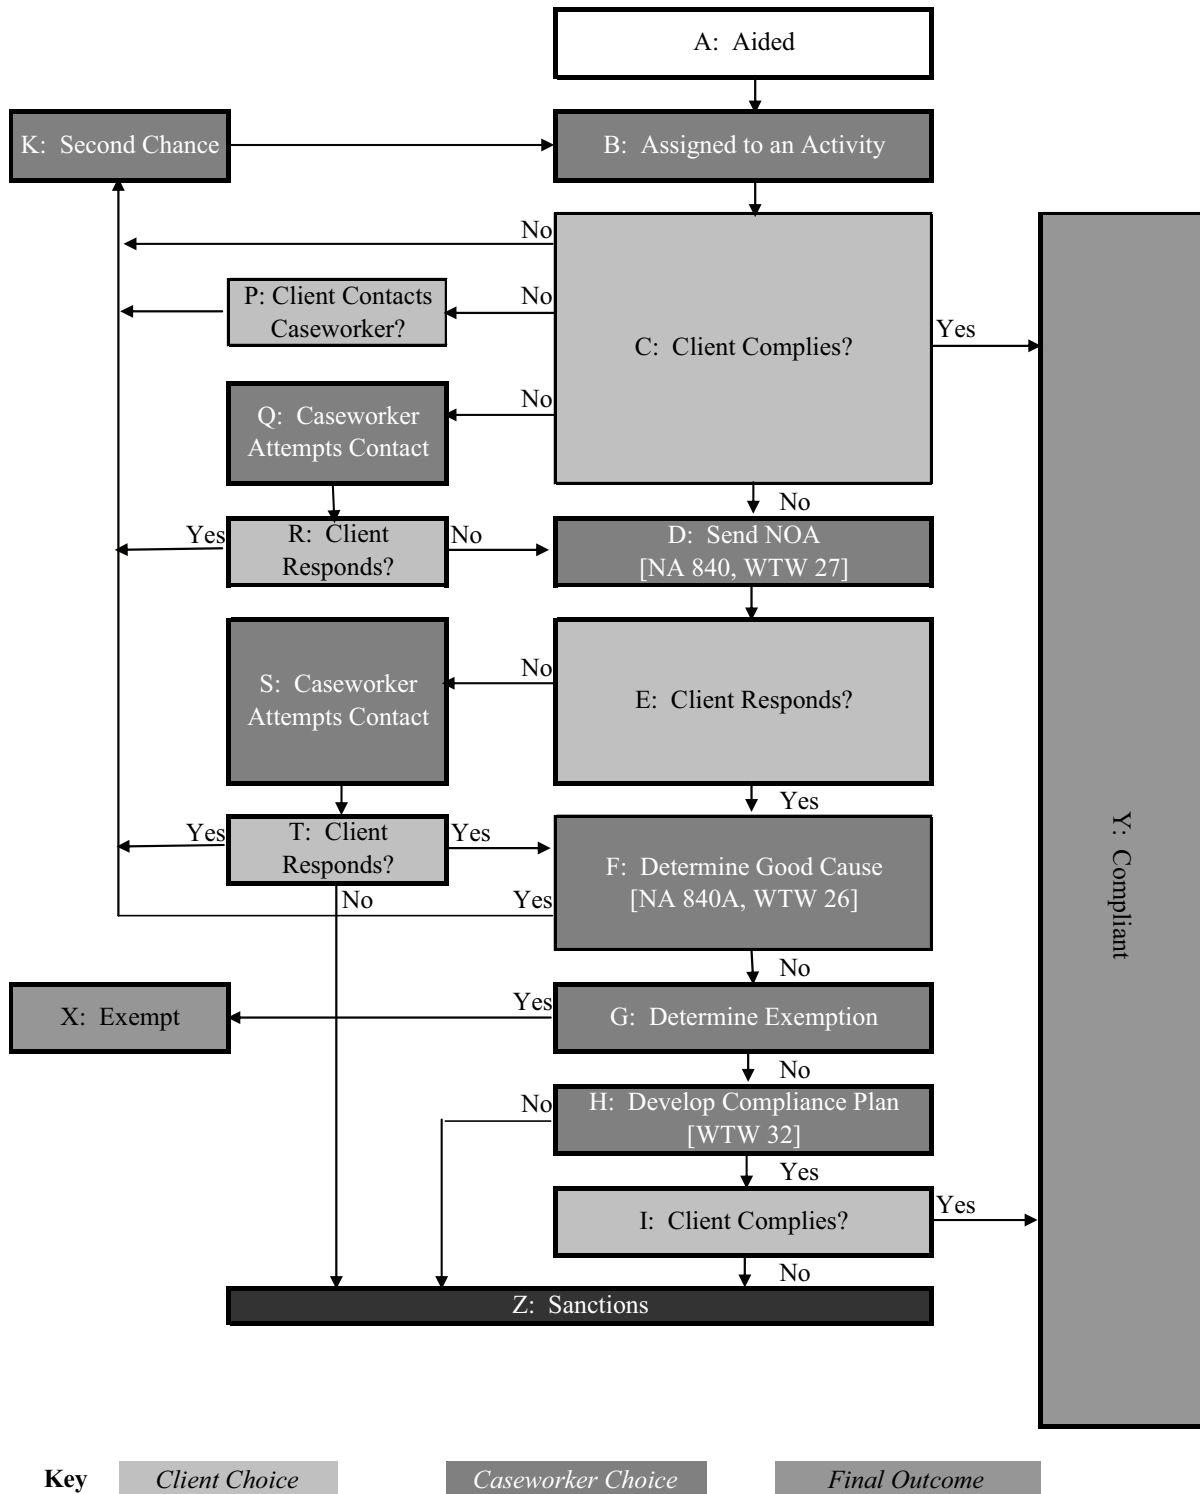 A: Aided
K: Second Chance
B: Assigned to an Activity
No
P: Client Contacts
Caseworker?
No
C: Client Complies?
Yes
Q: Caseworker
Attempts Contact
No
No
Yes
R: Client
Responds?
No
D: Send NOA
[NA 840, WTW 27]
S: Caseworker
Attempts Contact
No
E: Client Responds?
Yes
Yes
T: Client
Responds?
Yes
No
Yes
F: Determine Good Cause
[NA 840A, WTW 26]
Y: Compliant
No
X: Exempt
Yes
G: Determine Exemption
No
No
H: Develop Compliance Plan
[WTW 32]
Yes
I: Client Complies?
Yes
No
Z: Sanctions
Key
Client Choice
Caseworker Choice
Final Outcome